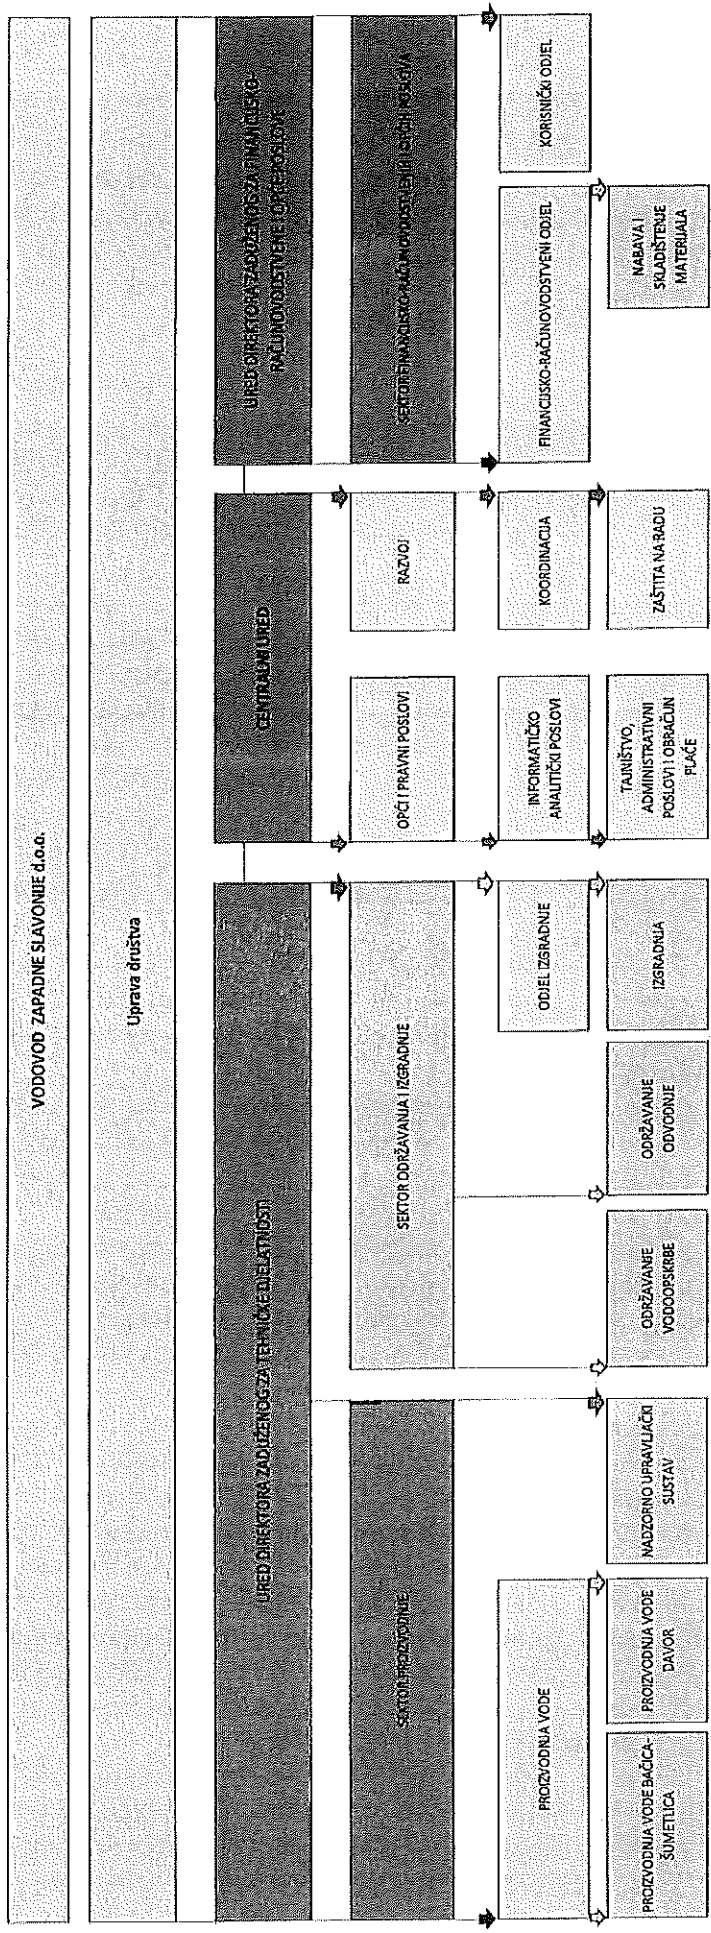 VODOVOD ZAPADNE SLAVONIJE d.o.o.
Uprava društva
URED DIREKTORA ZADUŽENOG ZA TEHNIČKE DJELATNOSTI
CENTRALNI URED
URED DIREKTORA ZADUŽENOG ZA FINANCIJSKO-
RAČUNOVODSTVENE I OPĆE POSLOVE
SEKTOR PROIZVODNJE
SEKTOR ODRŽAVANJA I IZGRADNJE
OPĆI I PRAVNI POSLOVI
RAZVOJ
SEKTOR FINANCIJSKO-RAČUNOVODSTVENIH I OPĆIH POSLOVA
PROIZVODNJA VODE
ODJEL IZGRADNJE
INFORMATIČKO
ANALITIČKI POSLOVI
KOORDINACIJA
FINANCIJSKO-RAČUNOVODSTVENI ODJEL
KORISNIČKI ODJEL
PROIZVODNJA VODE BAČICA-
ŠUMETLICA
PROIZVODNJA VODE
DAVOR
NADZORNO UPRAVLJAČKI
SUSTAV
ODRŽAVANJE
VODOOPSKRBE
ODRŽAVANJE
ODVODNJE
IZGRADNJA
TAJNIŠTVO,
ADMINISTRATIVNI
POSLOVI I OBRAČUN
PLAĆE
ZAŠTITA NA RADU
NABAVA I
SKLADIŠTENJE
MATERIJALA